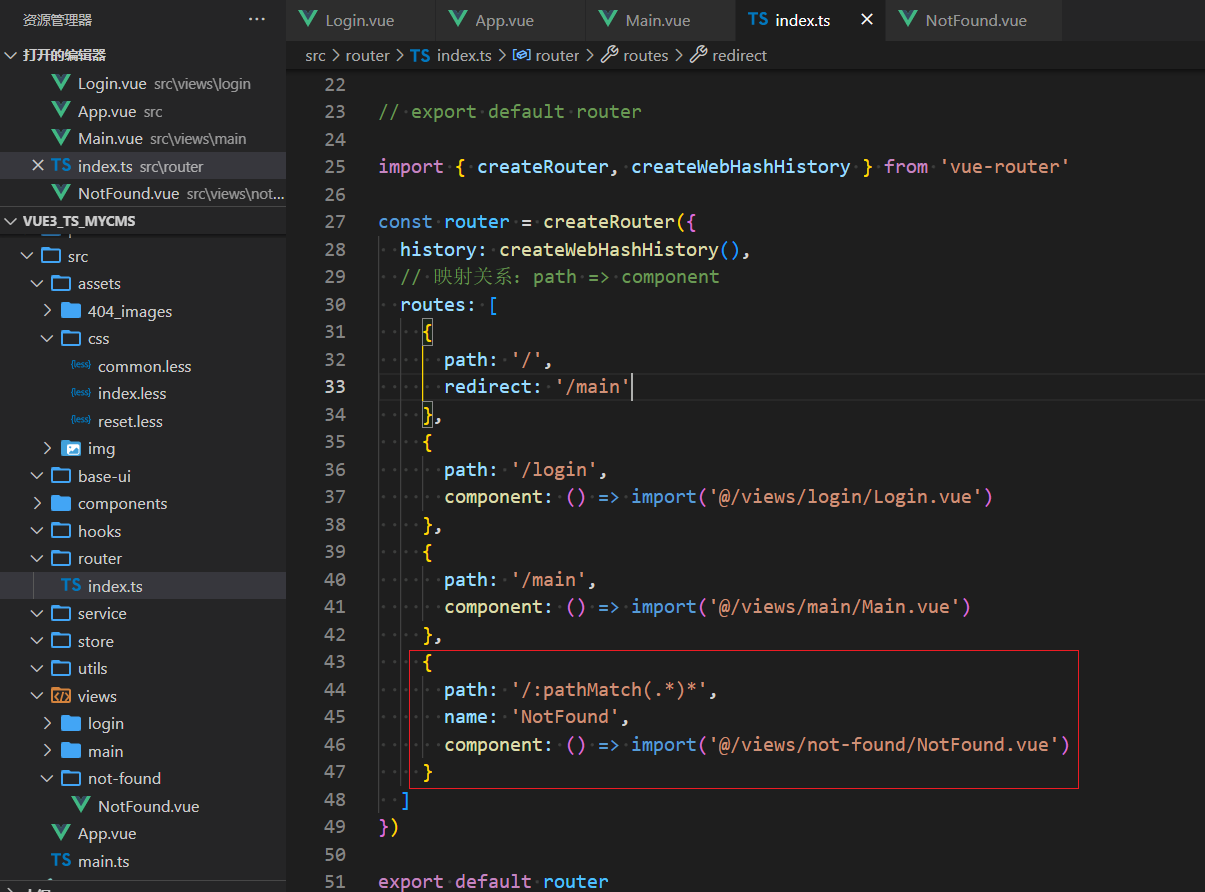 资源管理器
···
打开的编辑器
Login.vue src\views\login
App.vue src
Main.vue src\views\main
index.ts src\router
NotFound.vue src\views\not...
VUE3_TS_MYCMS
src
assets
404_images
css
common.less
index.less
reset.less
img
base-ui
components
hooks
router
TS index.ts
service
store
utils
views
login
main
not-found
NotFound.vue
App.vue
TS main.ts
Login.vue
App.vue
Main.vue
TS index.ts
NotFound.vue
src > router > TS index.ts > router > routes > redirect
22
23 // export default router
24
25 import { createRouter, createWebHashHistory } from 'vue-router'
26
27 const router = createRouter({
28 history: createWebHashHistory(),
29 // 映射关系: path => component
30 routes: [
31 {
32 path: '/',
33 redirect: '/main'
34 },
35 {
36 path: '/login',
37 component: () => import('@/views/login/Login.vue')
38 },
39 {
40 path: '/main',
41 component: () => import('@/views/main/Main.vue')
42 },
43 {
44 path: '/:pathMatch(.*)*',
45 name: 'NotFound',
46 component: () => import('@/views/not-found/NotFound.vue')
47 }
48 ]
49 })
50
51 export default router